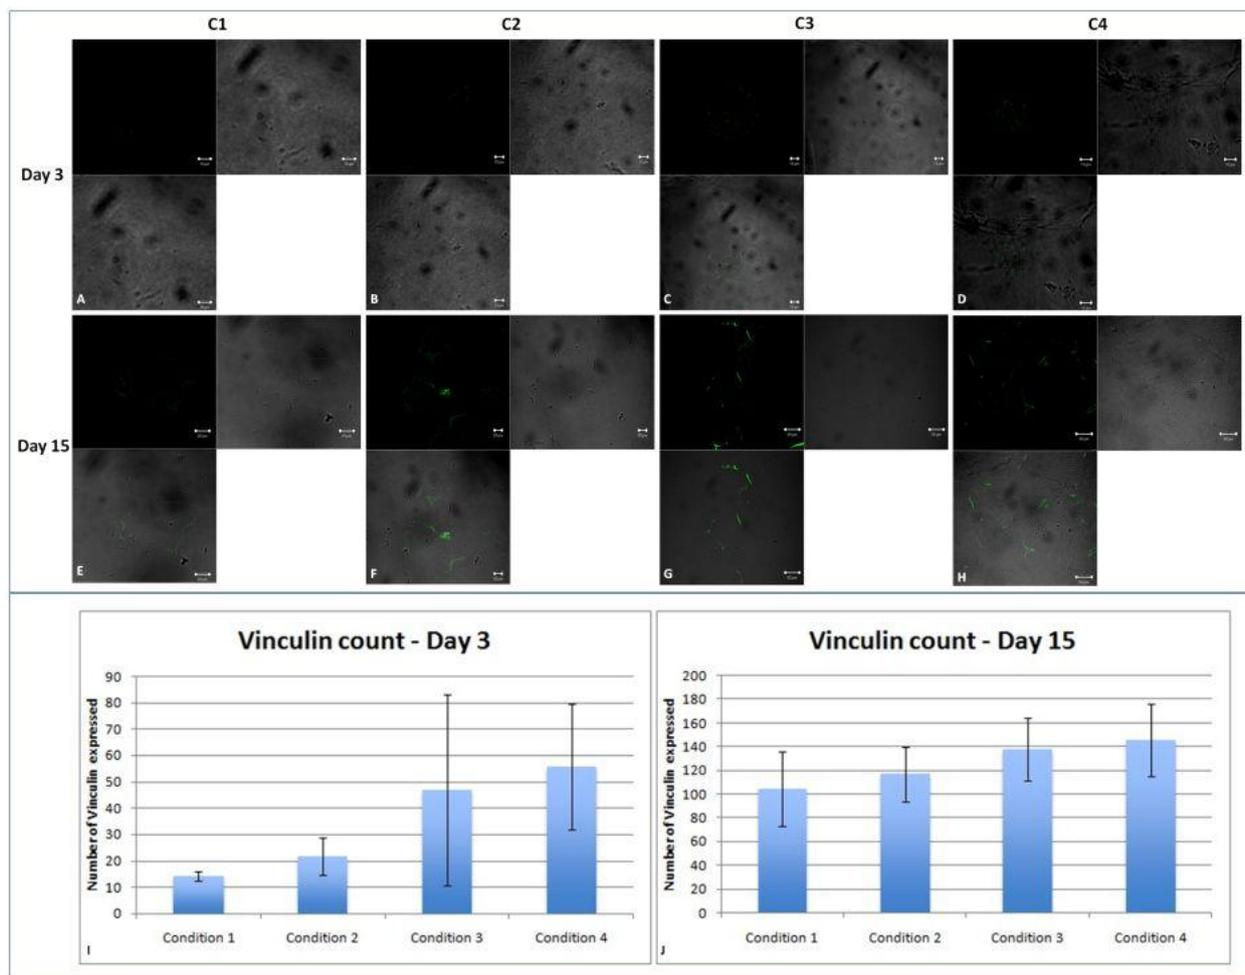 C1 C2 C3 C4
Day 3
A B C D
Day 15
E F G H
Vinculin count - Day 3
Number of Vinculin expressed
90
80
70
60
50
40
30
20
10
0
Condition 1 Condition 2 Condition 3 Condition 4
I
Vinculin count - Day 15
Number of Vinculin expressed
200
180
160
140
120
100
80
60
40
20
0
Condition 1 Condition 2 Condition 3 Condition 4
J